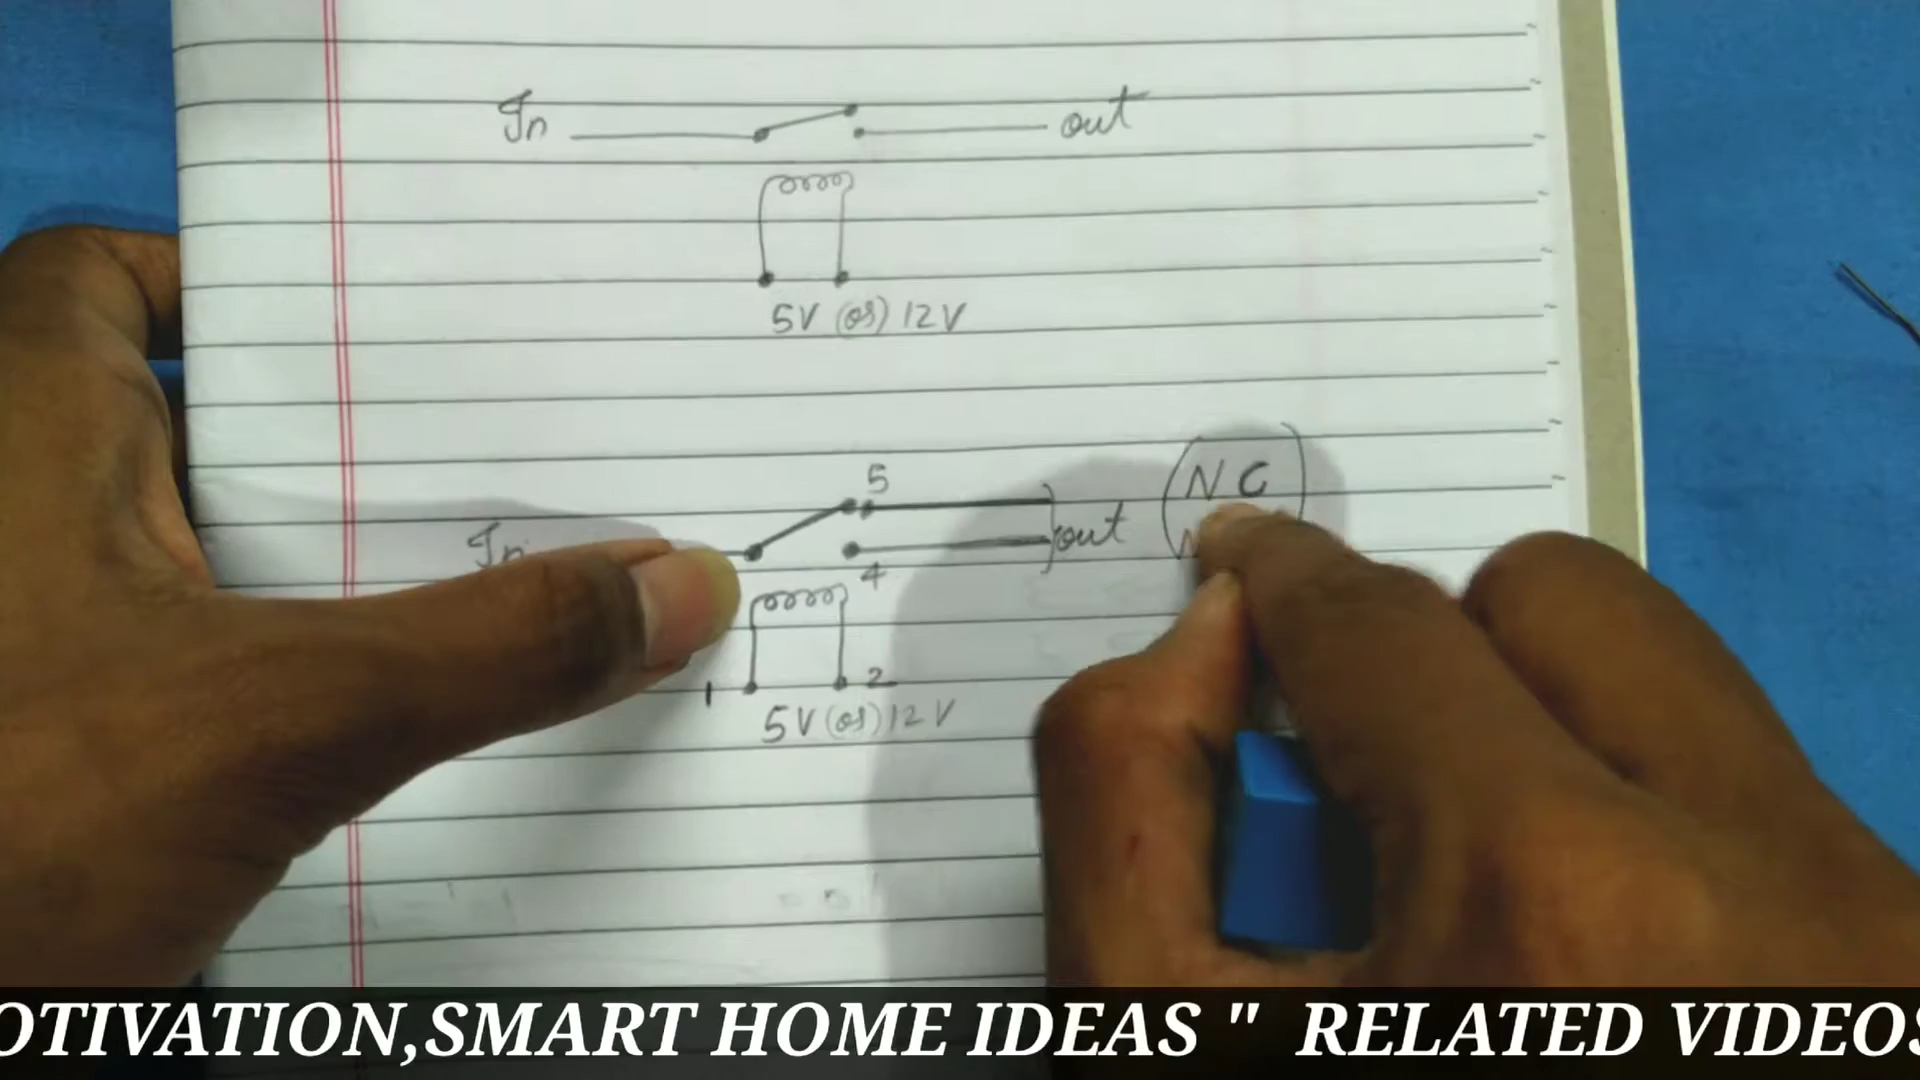 In out
5V (or) 12V
5 NC
In out N
4
1 2
5V (or) 12V
OTIVATION,SMART HOME IDEAS " RELATED VIDEOS